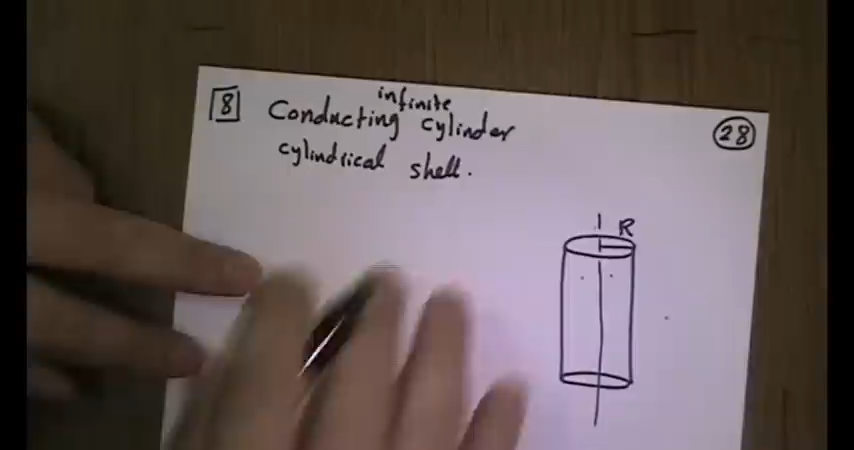 8
infinite
Conducting cylinder
cylindrical shell.
28
R